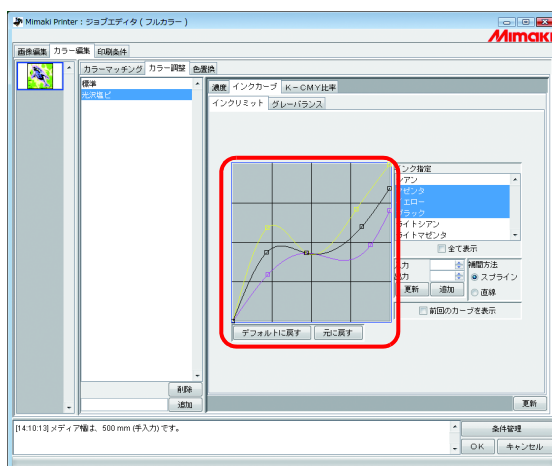 Mimaki Printer : ジョブエディタ ( フルカラー )
Mimaki
画像編集 カラー編集 印刷条件
カラーマッチング カラー調整 色置換
標準
光沢塩ビ
濃度 インクカーブ K－CMY比率
インクリミット グレーバランス
インク指定
シアン
マゼンタ
イエロー
ブラック
ライトシアン
ライトマゼンタ
全て表示
入力
出力
更新 追加
補間方法
スプライン
直線
前回のカーブを表示
デフォルトに戻す 元に戻す
削除
追加
更新
[14:10:13] メディア幅は、500 mm (手入力) です。
条件管理
OK キャンセル